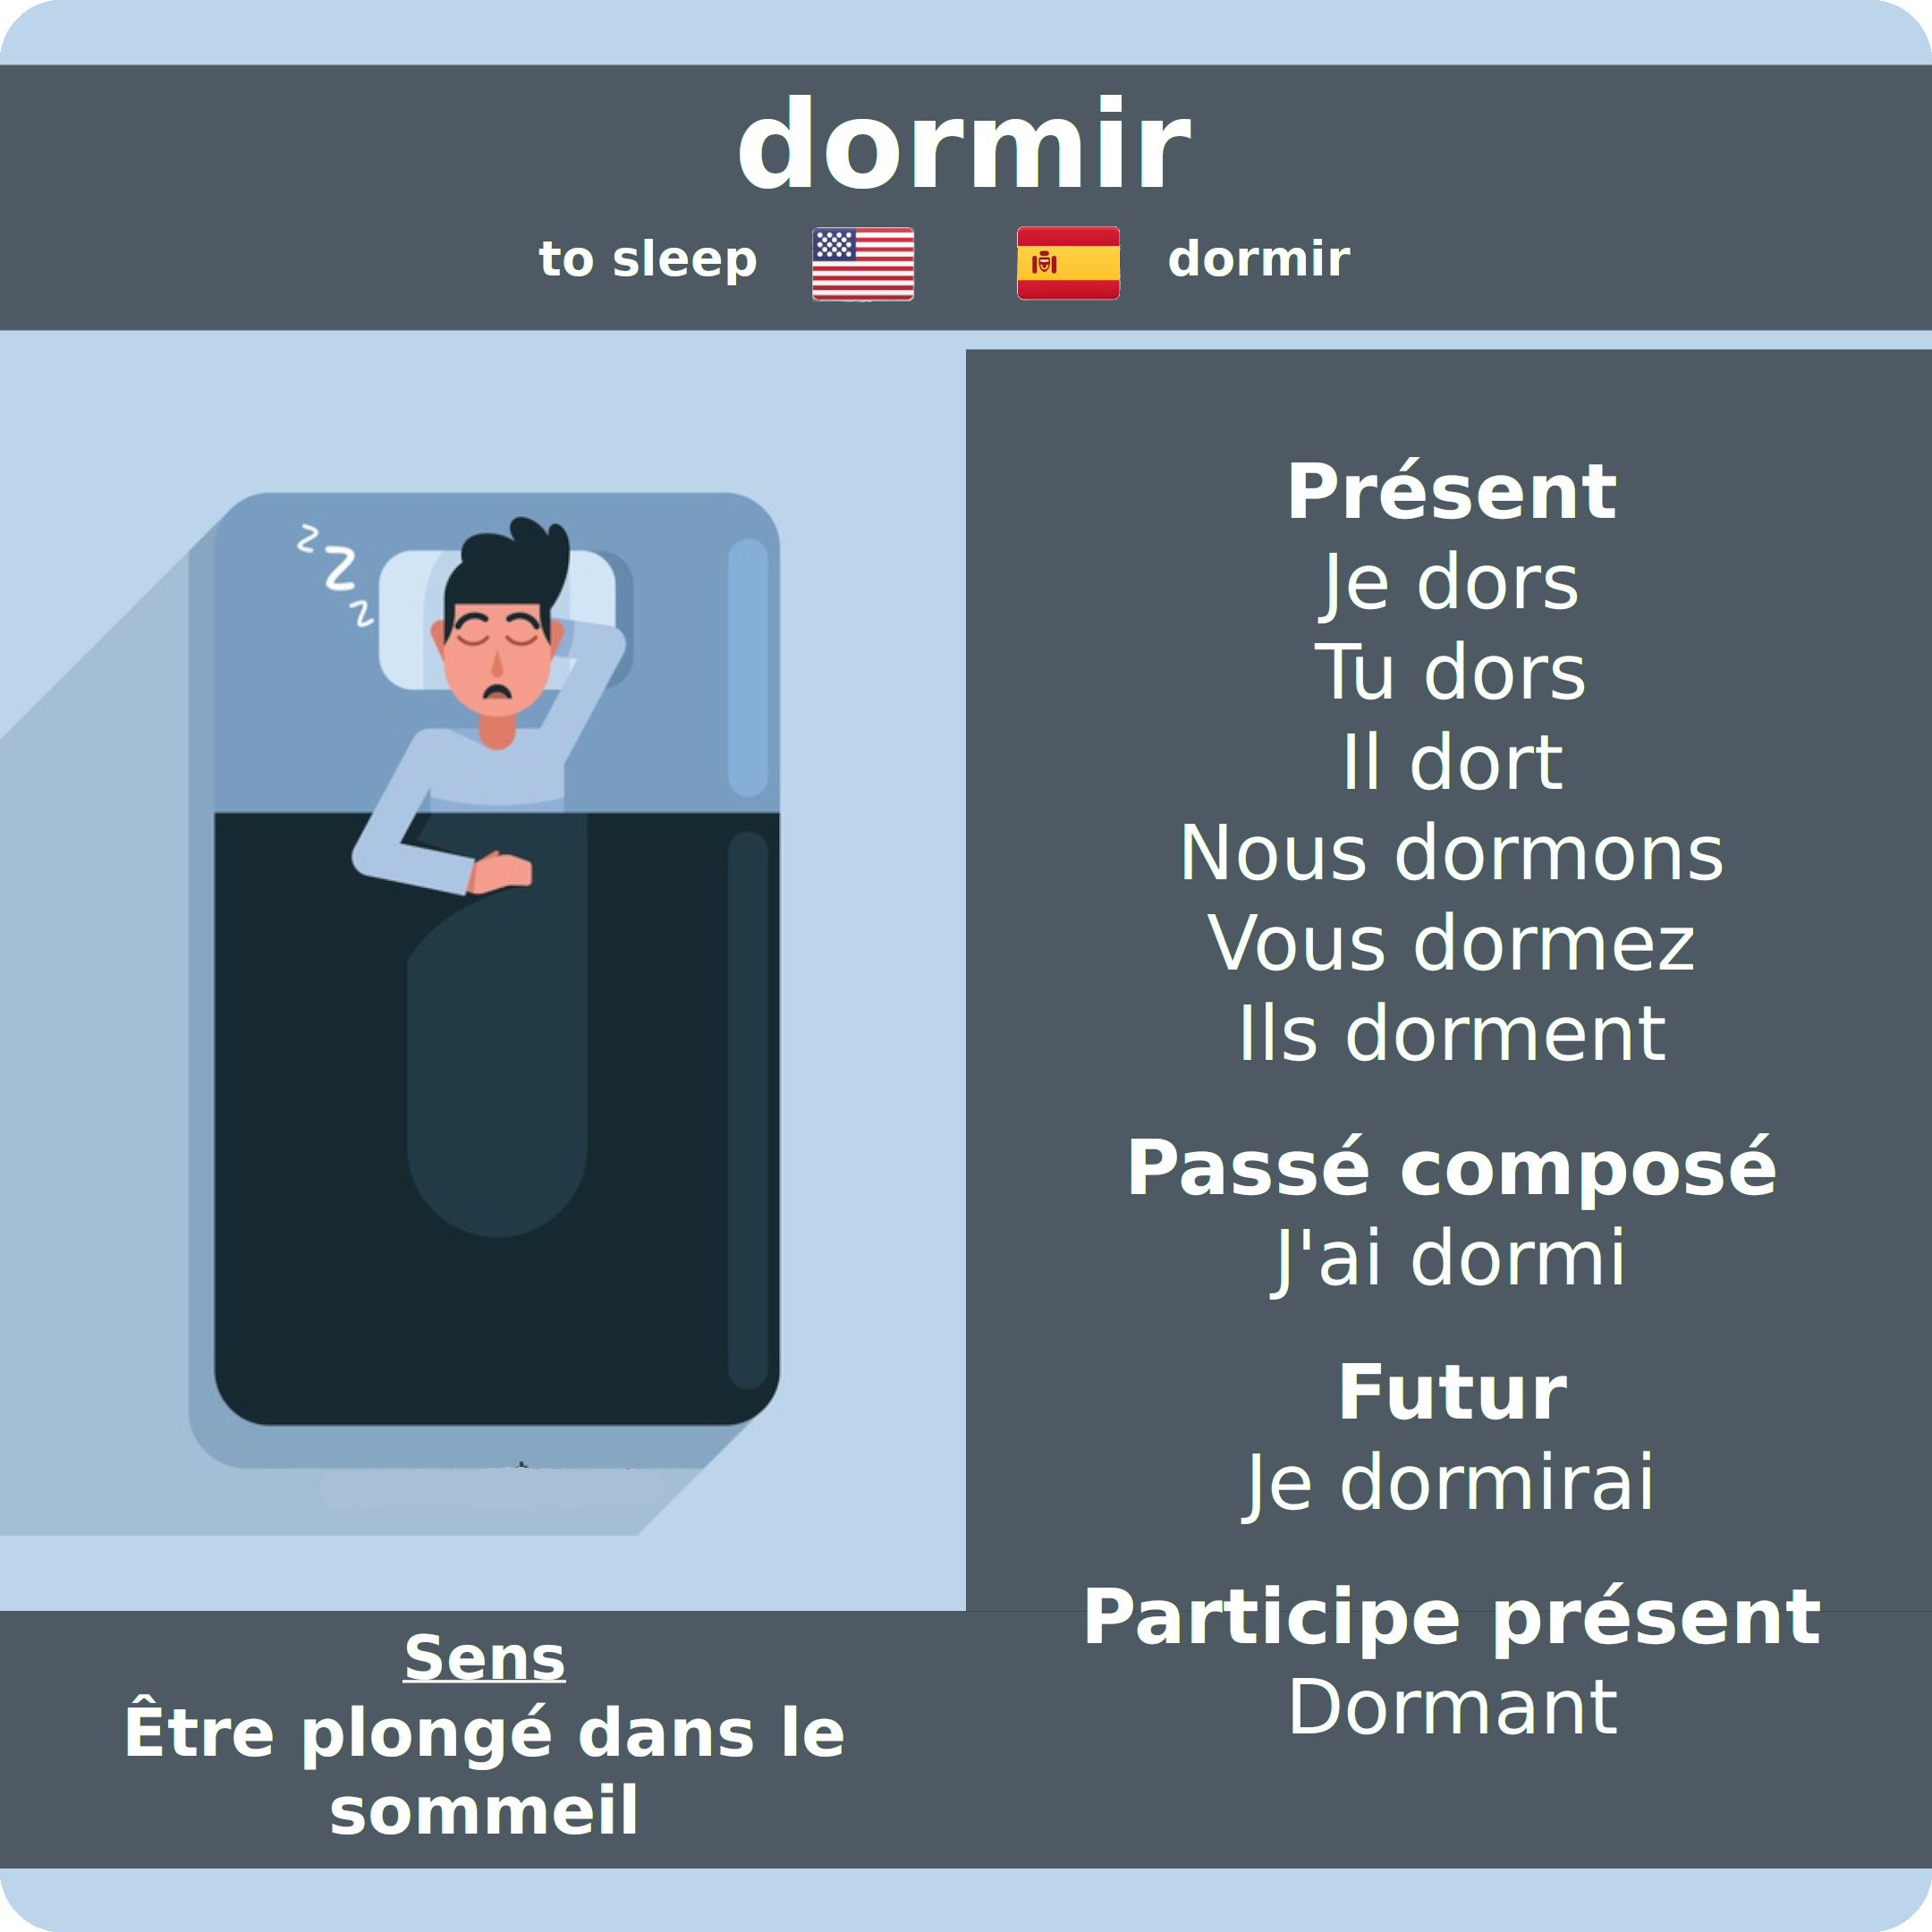 dormir
to sleep dormir
z
Z
z
Présent
Je dors
Tu dors
Il dort
Nous dormons
Vous dormez
Ils dorment
Passé composé
J'ai dormi
Futur
Je dormirai
Participe présent
Dormant
Sens
Être plongé dans le
sommeil